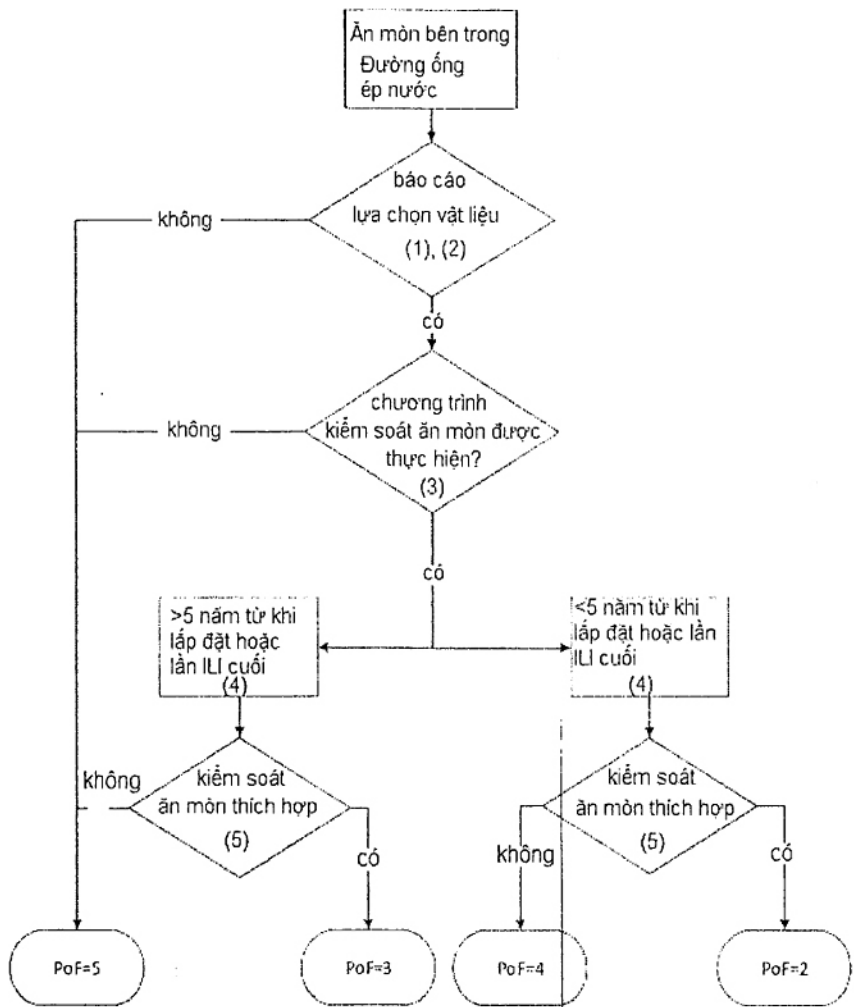 Ăn mòn bên trong
Đường ống
ép nước
báo cáo
lựa chọn vật liệu
(1), (2)
không
có
chương trình
kiểm soát ăn mòn được
thực hiện?
(3)
không
có
>5 nấm từ khi
lắp đặt hoặc
lần ILI cuối
(4)
<5 năm từ khi
lắp đặt hoặc lần
ILI cuối
(4)
không
kiểm soát
ăn mòn thích hợp
(5)
có
kiểm soát
ăn mòn thích hợp
(5)
không
có
PoF=5
PoF=3
PoF=4
PoF=2